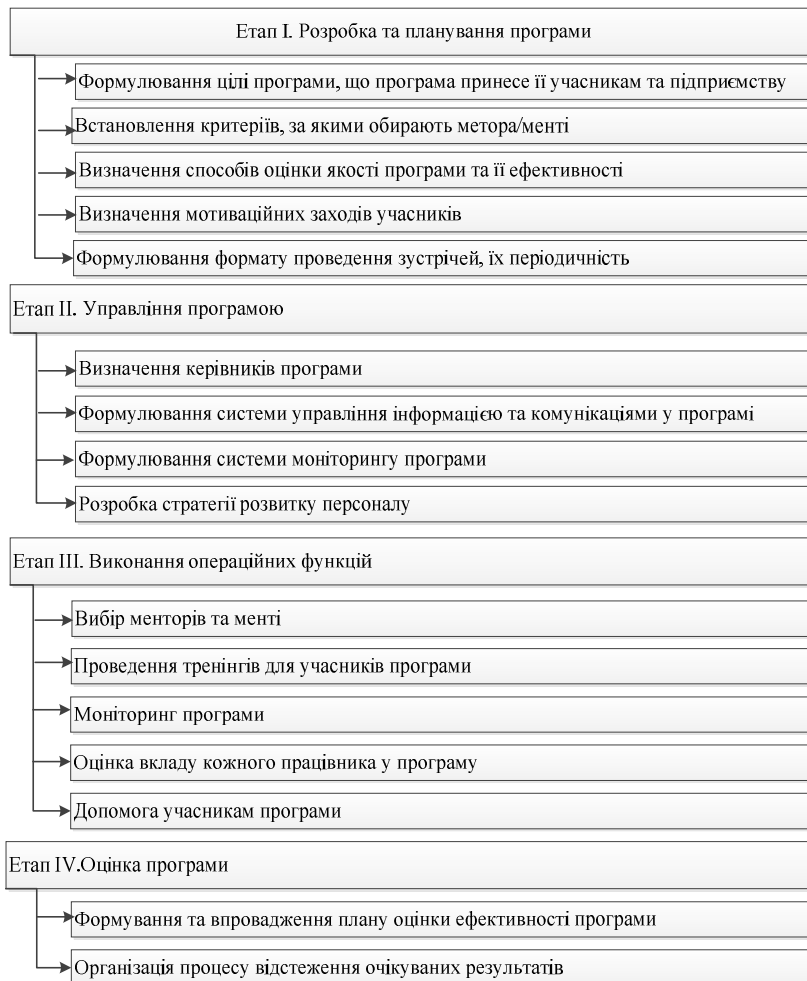 Етап I. Розробка та планування програми
Формулювання цілі програми, що програма принесе її учасникам та підприємству
Встановлення критеріїв, за якими обирають метора/менті
Визначення способів оцінки якості програми та її ефективності
Визначення мотиваційних заходів учасників
Формулювання формату проведення зустрічей, їх періодичність
Етап II. Управління програмою
Визначення керівників програми
Формулювання системи управління інформацією та комунікаціями у програмі
Формулювання системи моніторингу програми
Розробка стратегії розвитку персоналу
Етап III. Виконання операційних функцій
Вибір менторів та менті
Проведення тренінгів для учасників програми
Моніторинг програми
Оцінка вкладу кожного працівника у програму
Допомога учасникам програми
Етап IV.Оцінка програми
Формування та впровадження плану оцінки ефективності програми
Організація процесу відстеження очікуваних результатів